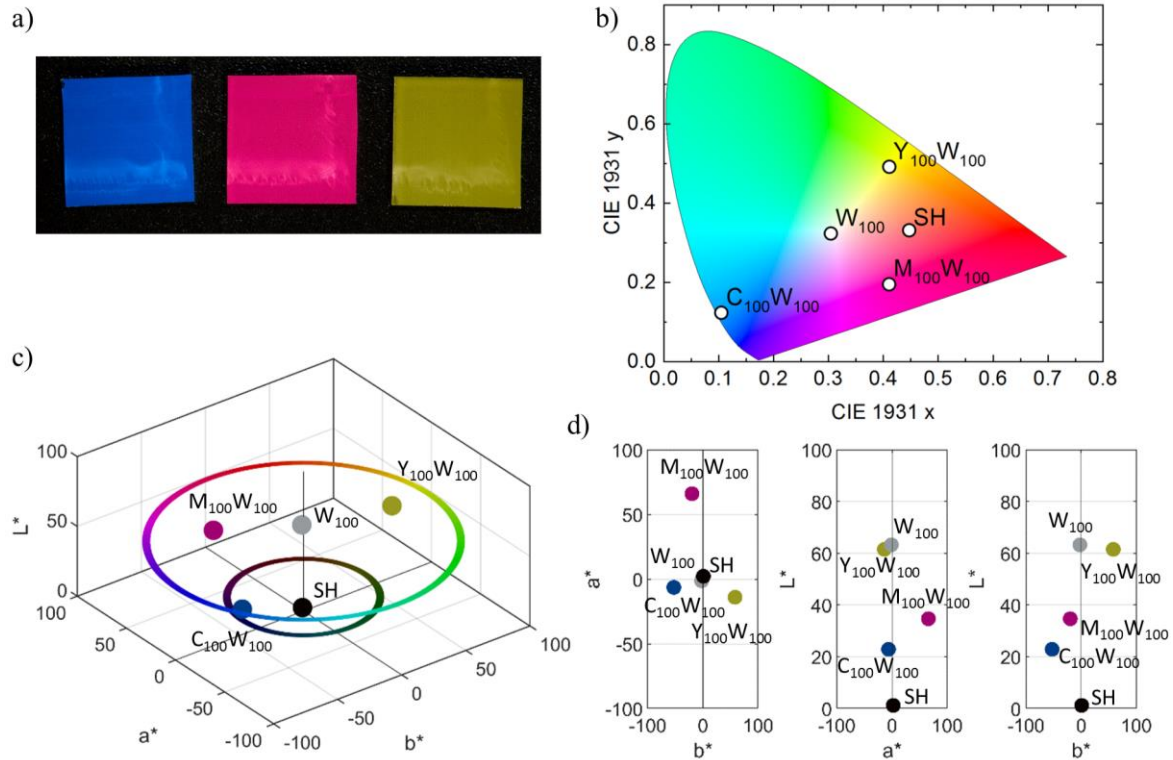 a)
b)
0.8
0.6
0.4
0.2
0.0
CIE 1931 y
Y100W100
W100
SH
M100W100
C100W100
0.0 0.1 0.2 0.3 0.4 0.5 0.6 0.7 0.8
CIE 1931 x
c)
100
50
0
L*
M100W100
W100
Y100W100
SH
C100W100
100
50
0
-50
-100
a*
-100
-50
0
50
100
b*
d)
100
50
0
-50
-100
a*
M100W100
W100
SH
C100W100
Y100W100
-100 0 100
b*
100
80
60
40
20
0
L*
W100
Y100W100
M100W100
C100W100
SH
-100 0 100
a*
100
80
60
40
20
0
L*
W100
Y100W100
M100W100
C100W100
SH
-100 0 100
b*